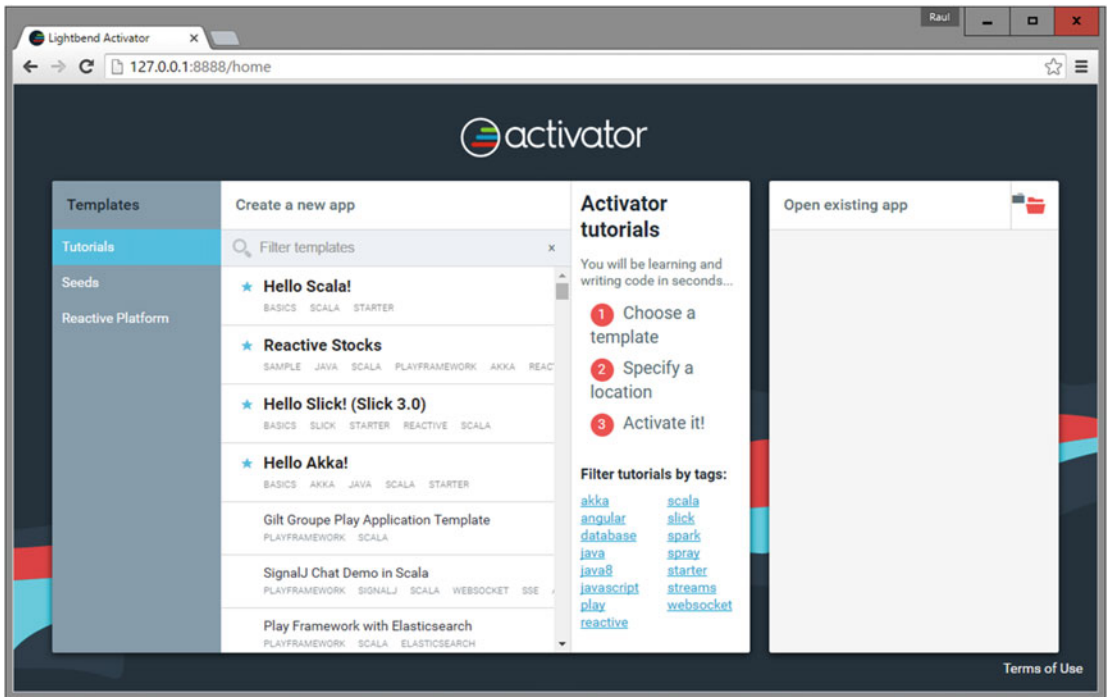 Raul
Lightbend Activator
127.0.0.1:8888/home
activator
Templates
Tutorials
Seeds
Reactive Platform
Create a new app
Filter templates
Hello Scala!
BASICS SCALA STARTER
Reactive Stocks
SAMPLE JAVA SCALA PLAYFRAMEWORK AKKA REAC
Hello Slick! (Slick 3.0)
BASICS SLICK STARTER REACTIVE SCALA
Hello Akka!
BASICS AKKA JAVA SCALA STARTER
Gilt Groupe Play Application Template
PLAYFRAMEWORK SCALA
SignalJ Chat Demo in Scala
PLAYFRAMEWORK SIGNALJ SCALA WEBSOCKET SSE
Play Framework with Elasticsearch
PLAYFRAMEWORK SCALA ELASTICSEARCH
Activator
tutorials
You will be learning and
writing code in seconds...
1 Choose a
template
2 Specify a
location
3 Activate it!
Filter tutorials by tags:
akka scala
angular slick
database spark
java spray
java8 starter
javascript streams
play websocket
reactive
Open existing app
Terms of Use